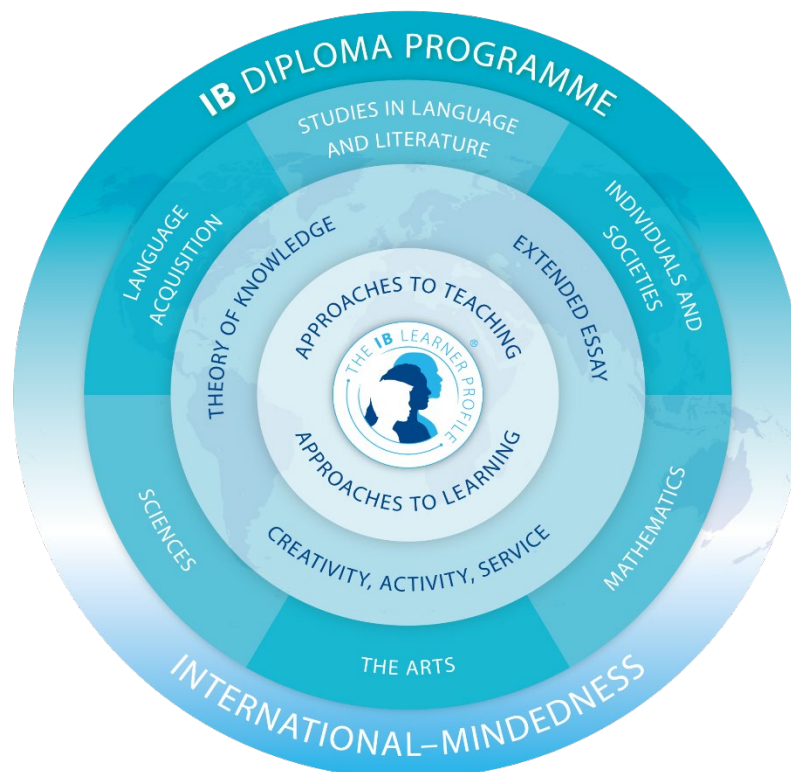 IB DIPLOMA PROGRAMME
STUDIES IN LANGUAGE
AND LITERATURE
LANGUAGE
ACQUISITION
INDIVIDUALS AND
SOCIETIES
THEORY OF KNOWLEDGE
EXTENDED ESSAY
APPROACHES TO TEACHING
THE IB LEARNER PROFILE
®
APPROACHES TO LEARNING
CREATIVITY, ACTIVITY, SERVICE
SCIENCES
MATHEMATICS
THE ARTS
INTERNATIONAL–MINDEDNESS